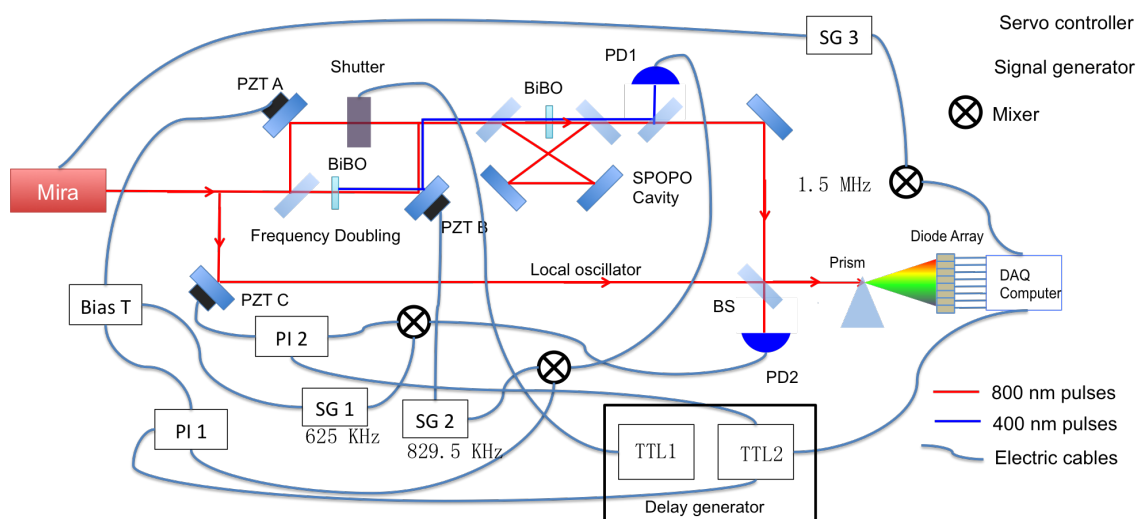 Servo controller
SG 3
PD1
Signal generator
Shutter
PZT A
BiBO
Mixer
BiBO
Mira
SPOPO
Cavity
1.5 MHz
PZT B
Frequency Doubling
Diode Array
Prism
Local oscillator
DAQ
Computer
PZT C
Bias T
BS
PI 2
PD2
800 nm pulses
SG 1
SG 2
400 nm pulses
PI 1
625 KHz
829.5 KHz
TTL1
TTL2
Electric cables
Delay generator